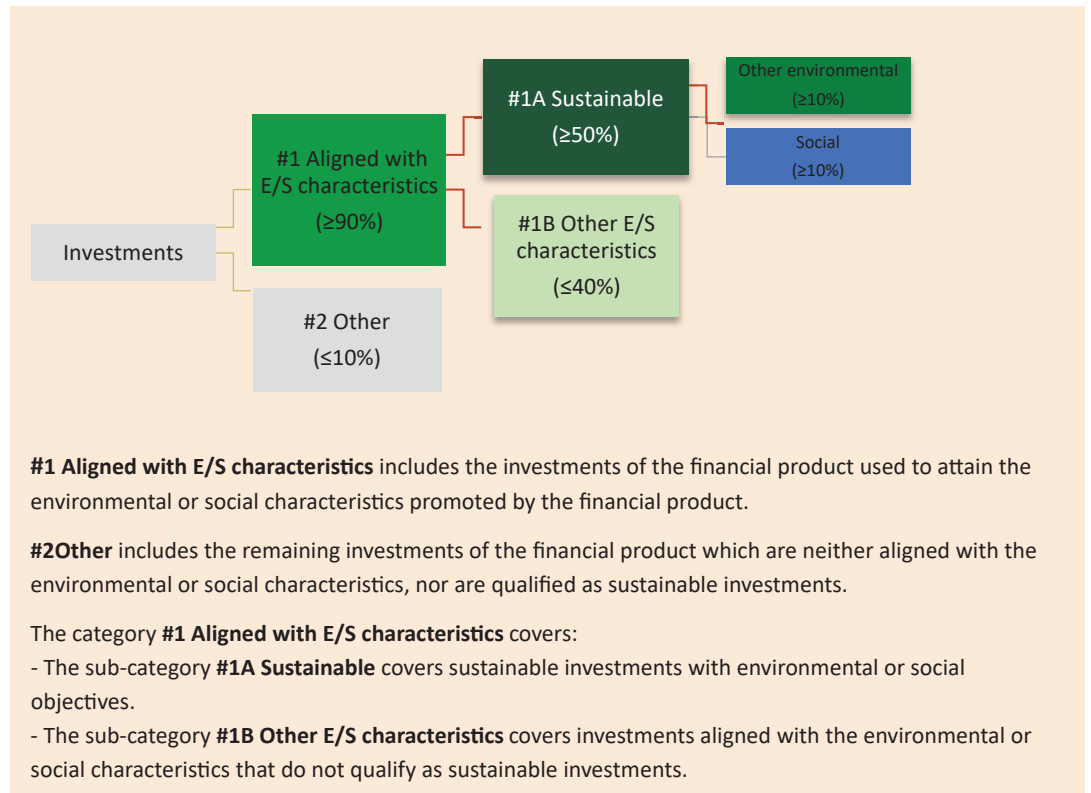 Other environmental
(≥10%)
#1A Sustainable
(≥50%)
Social
(≥10%)
#1 Aligned with
E/S characteristics
(≥90%)
#1B Other E/S
characteristics
(≤40%)
Investments
#2 Other
(≤10%)
#1 Aligned with E/S characteristics includes the investments of the financial product used to attain the
environmental or social characteristics promoted by the financial product.
#2Other includes the remaining investments of the financial product which are neither aligned with the
environmental or social characteristics, nor are qualified as sustainable investments.
The category #1 Aligned with E/S characteristics covers:
- The sub-category #1A Sustainable covers sustainable investments with environmental or social
objectives.
- The sub-category #1B Other E/S characteristics covers investments aligned with the environmental or
social characteristics that do not qualify as sustainable investments.